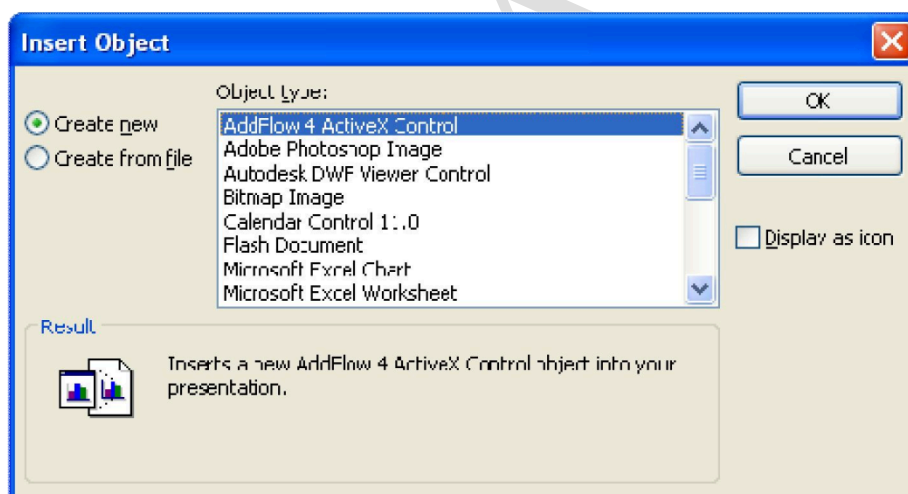 Insert Object
Object type:
Create new
Create from file
AddFlow 4 ActiveX Control
Adobe Photoshop Image
Autodesk DWF Viewer Control
Bitmap Image
Calendar Control 11.0
Flash Document
Microsoft Excel Chart
Microsoft Excel Worksheet
OK
Cancel
Display as icon
Result
Inserts a new AddFlow 4 ActiveX Control object into your
presentation.